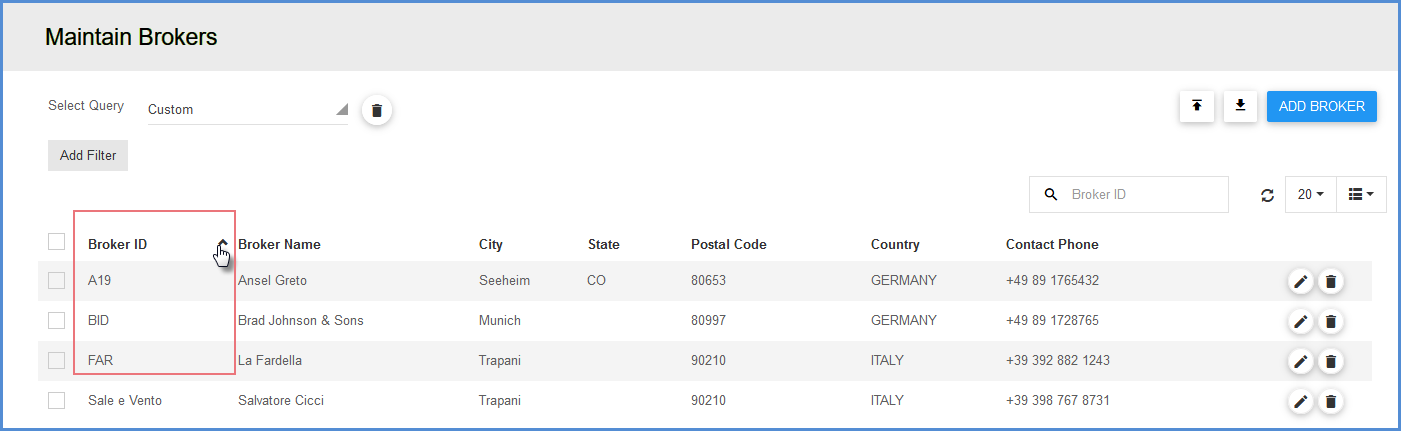 Maintain Brokers
Select Query Custom ADD BROKER
Add Filter
Broker ID 20
Broker ID Broker Name City State Postal Code Country Contact Phone
A19 Ansel Greto Seeheim CO 80653 GERMANY +49 89 1765432
BID Brad Johnson & Sons Munich 80997 GERMANY +49 89 1728765
FAR La Fardella Trapani 90210 ITALY +39 392 882 1243
Sale e Vento Salvatore Cicci Trapani 90210 ITALY +39 398 767 8731